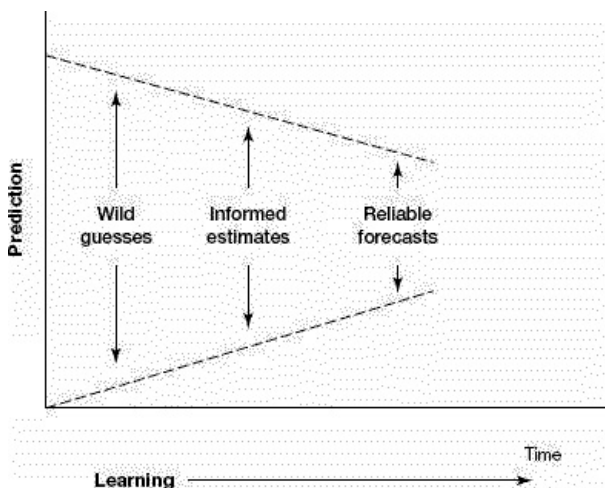 Prediction
Wild
guesses
Informed
estimates
Reliable
forecasts
Time
Learning